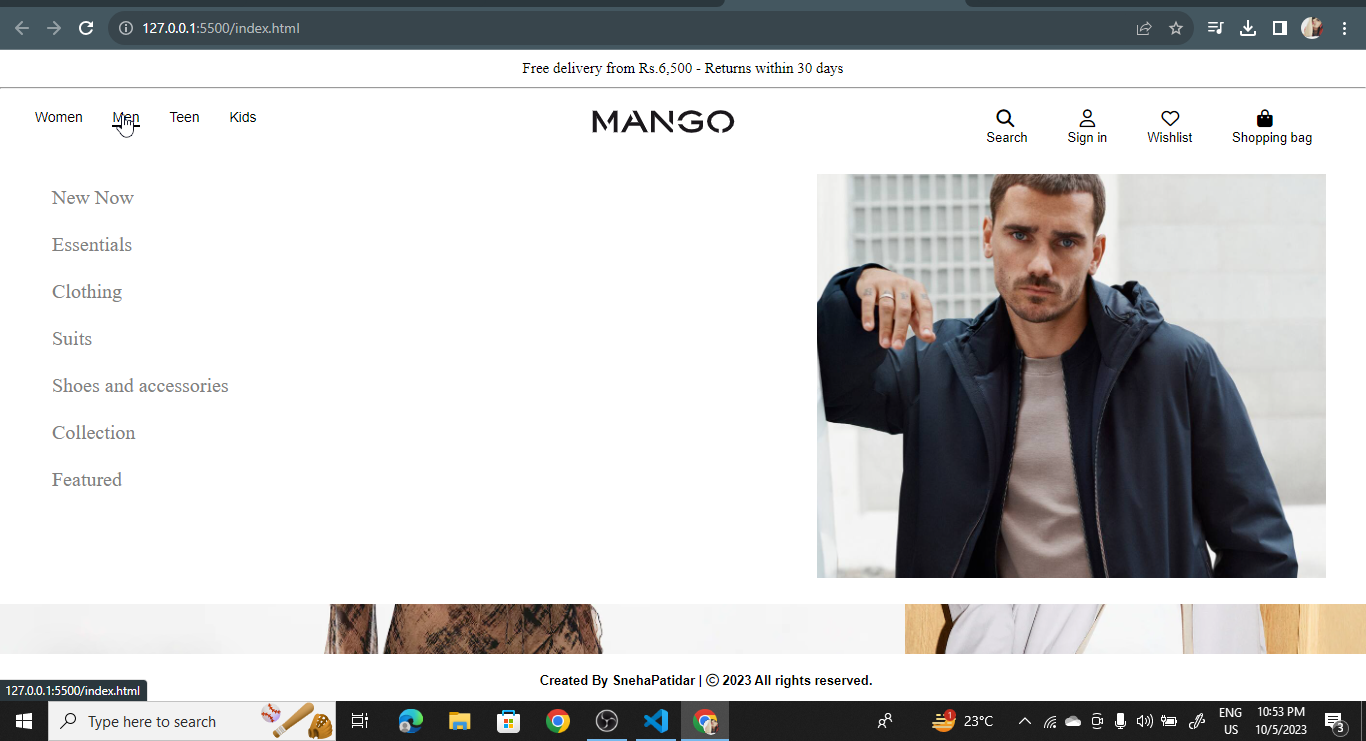 127.0.0.1:5500/index.html
Free delivery from Rs.6,500 - Returns within 30 days
Women Men Teen Kids MANGO Search Sign in Wishlist Shopping bag
New Now
Essentials
Clothing
Suits
Shoes and accessories
Collection
Featured
Created By SnehaPatidar | © 2023 All rights reserved.
127.0.0.1:5500/index.html
Type here to search 1 23°C ENG US 10:53 PM 10/5/2023 3